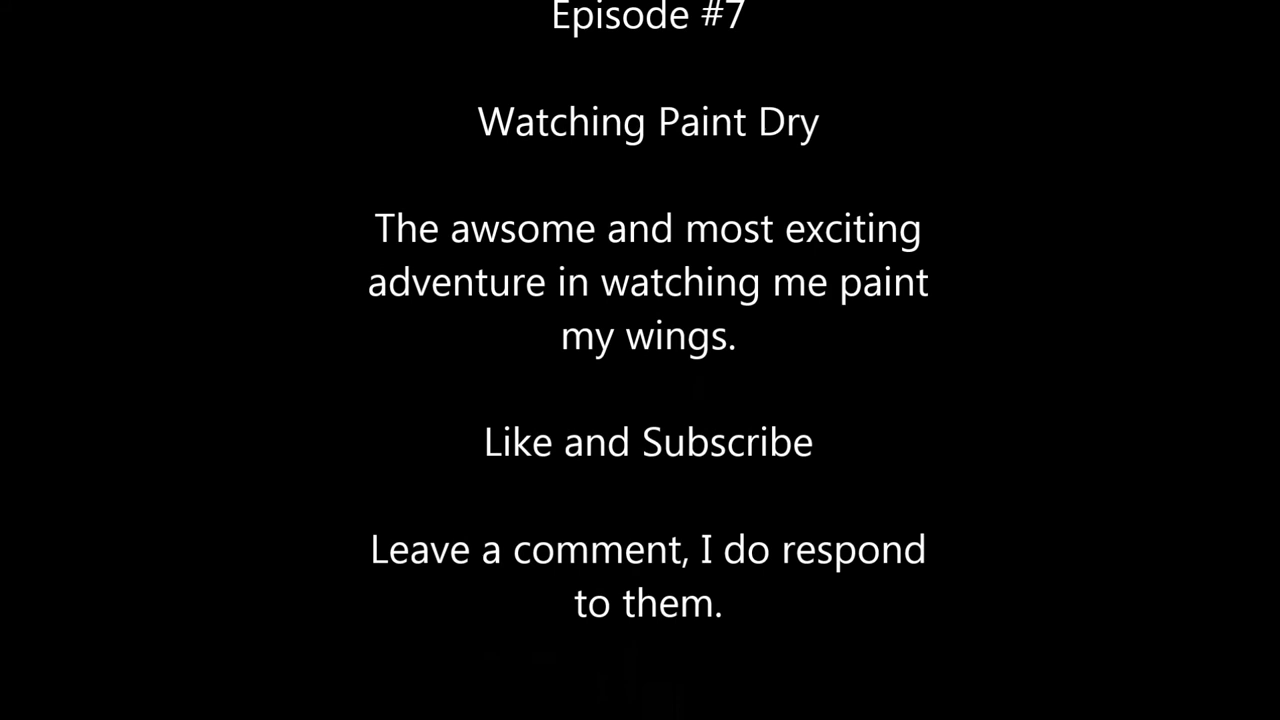 Episode #7
Watching Paint Dry
The awsome and most exciting
adventure in watching me paint
my wings.
Like and Subscribe
Leave a comment, I do respond
to them.